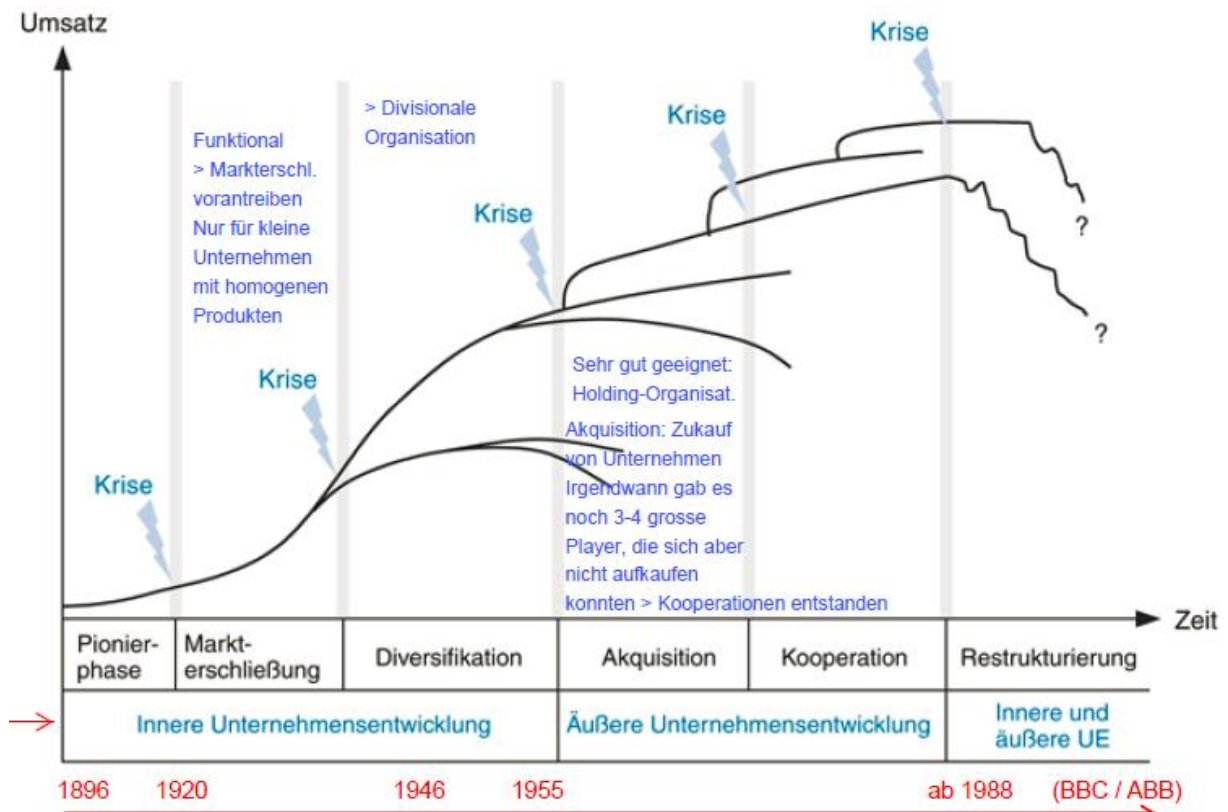 Umsatz
Krise
> Divisionale
Organisation
Krise
Funktional
> Markterschl.
vorantreiben
Nur für kleine
Unternehmen
mit homogenen
Produkten
Krise
?
?
Krise
Sehr gut geeignet:
Holding-Organisat.
Akquisition: Zukauf
von Unternehmen
Irgendwann gab es
noch 3-4 grosse
Player, die sich aber
nicht aufkaufen
konnten > Kooperationen entstanden
Krise
Zeit
Pionier-
phase
Markt-
erschließung
Diversifikation
Akquisition
Kooperation
Restrukturierung
Innere Unternehmensentwicklung
Äußere Unternehmensentwicklung
Innere und
äußere UE
1896 1920 1946 1955 ab 1988 (BBC / ABB)